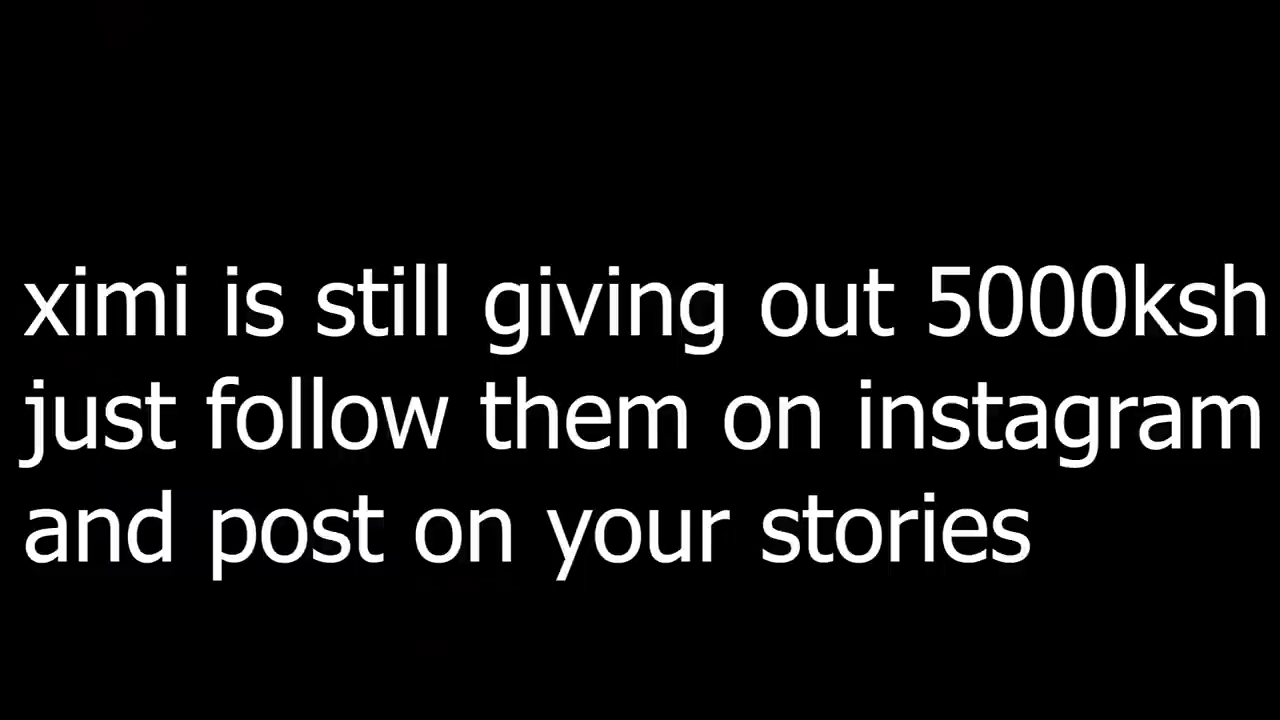 ximi is still giving out 5000ksh
just follow them on instagram
and post on your stories